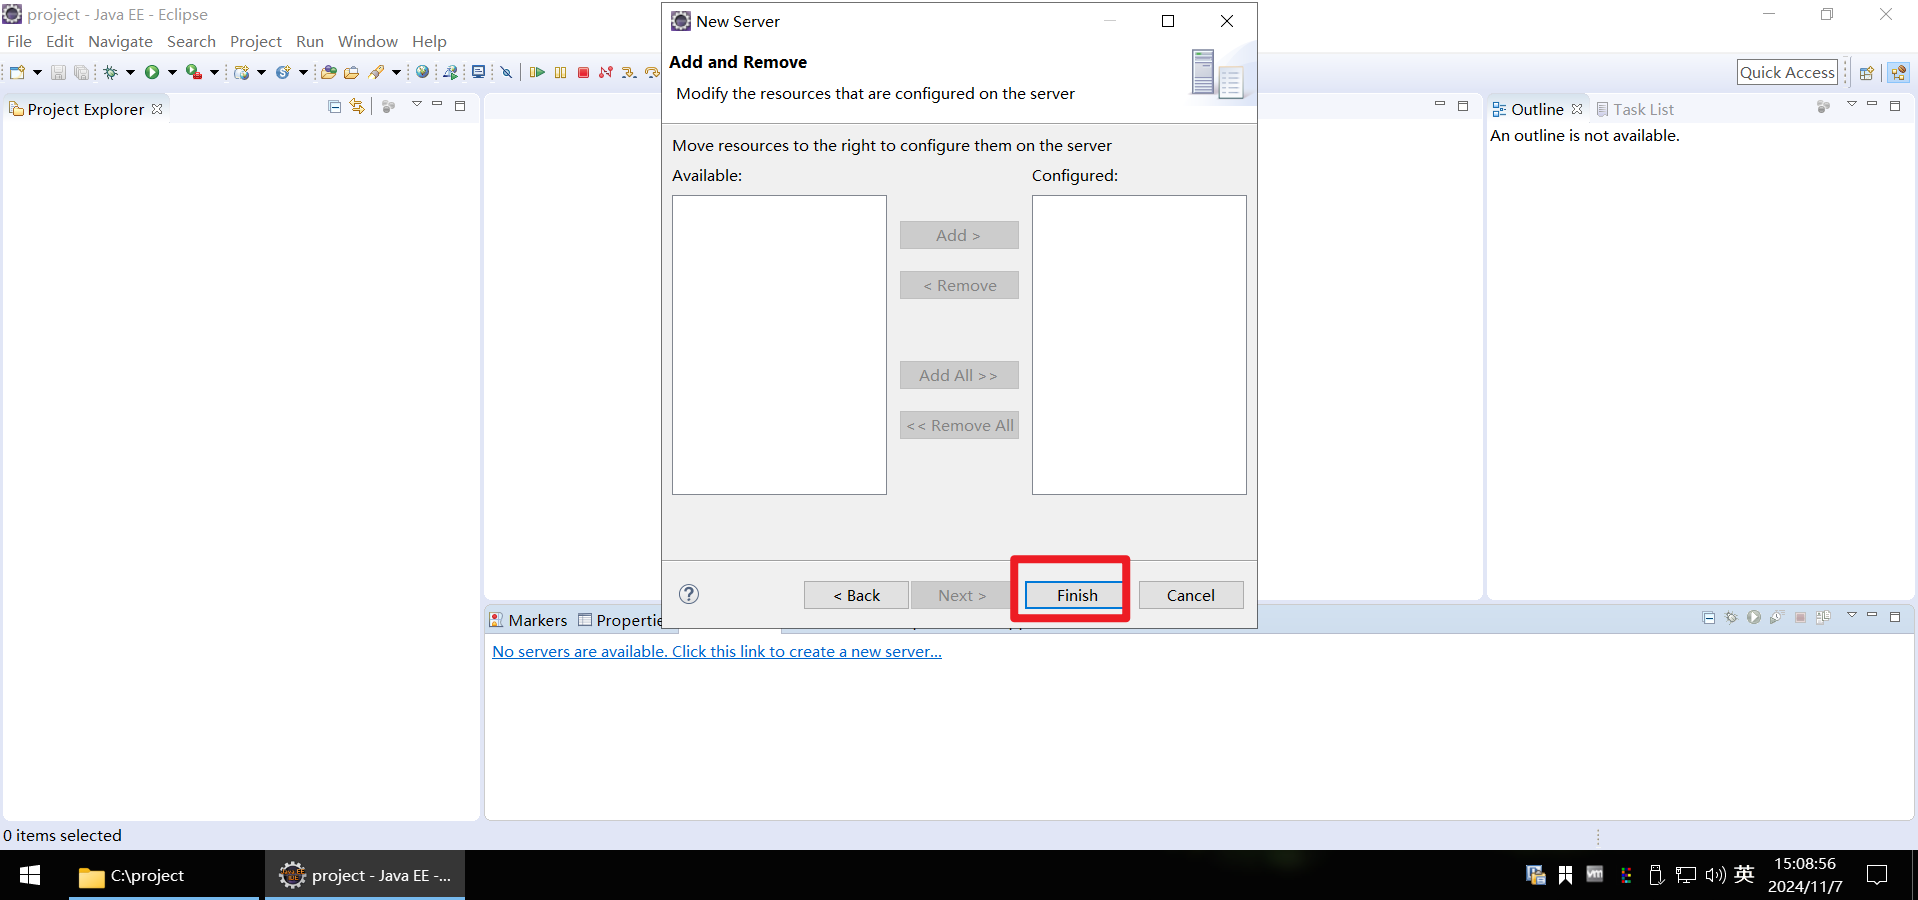 project - Java EE - Eclipse
File Edit Navigate Search Project Run Window Help
Quick Access
Project Explorer
New Server
Add and Remove
Modify the resources that are configured on the server
Move resources to the right to configure them on the server
Available:
Configured:
Add >
< Remove
Add All >>
<< Remove All
< Back
Next >
Finish
Cancel
Outline
Task List
An outline is not available.
Markers
Propertie
No servers are available. Click this link to create a new server...
0 items selected
C:\project
project - Java EE -...
vm
英
15:08:56
2024/11/7